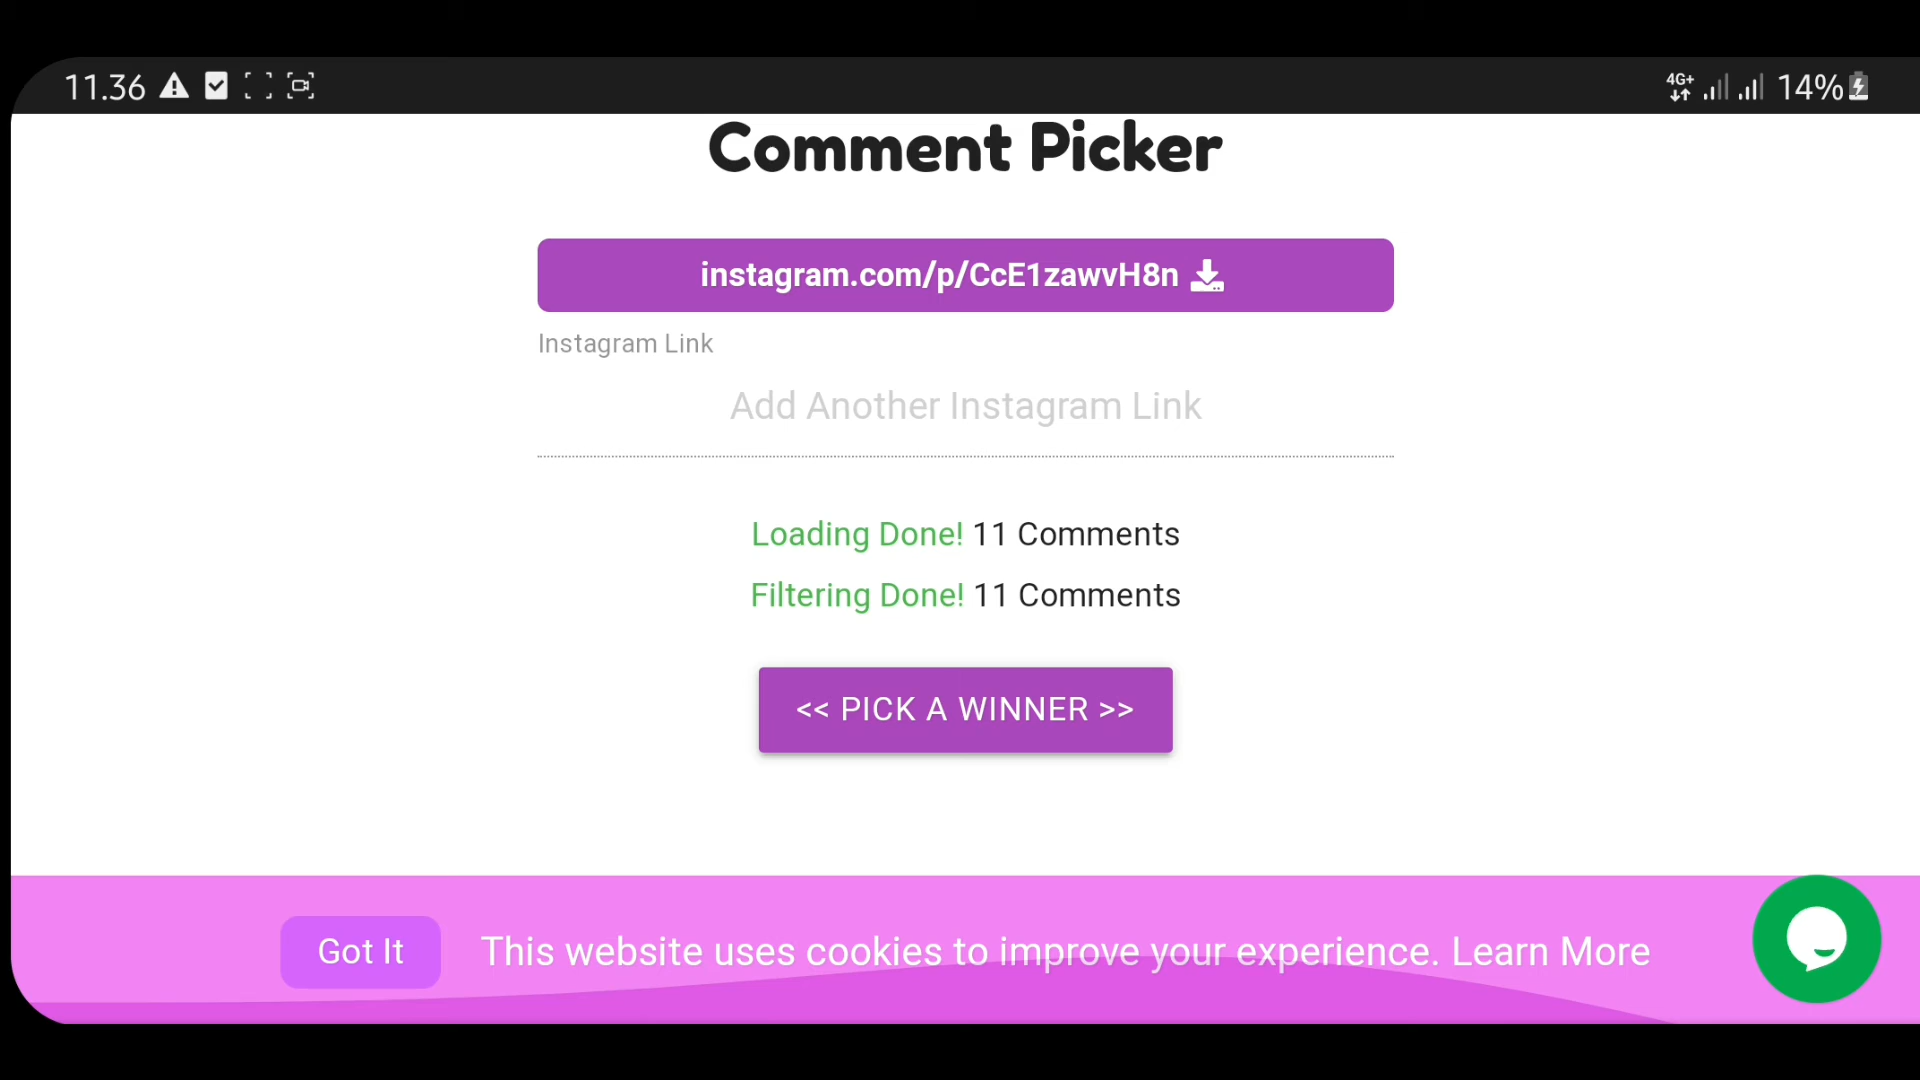 11.36
4G+
14%
Comment Picker
instagram.com/p/CcE1zawvH8n
Instagram Link
Add Another Instagram Link
Loading Done! 11 Comments
Filtering Done! 11 Comments
<< PICK A WINNER >>
Got It
This website uses cookies to improve your experience. Learn More